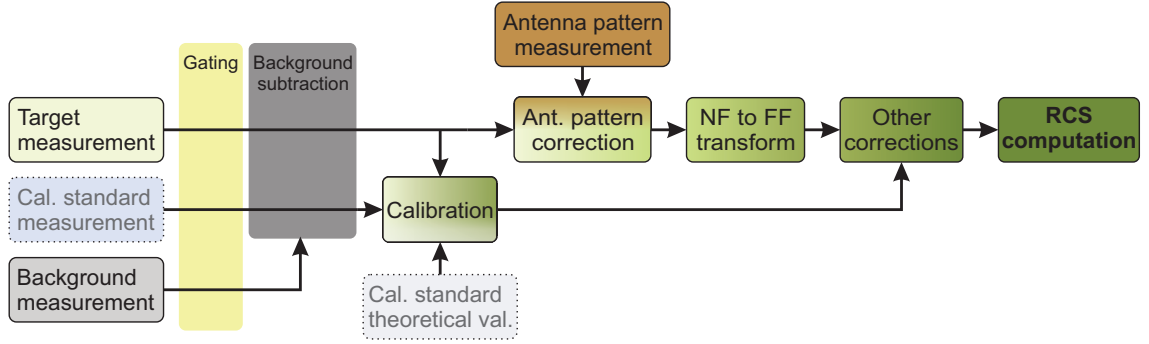 Antenna pattern
measurement
Gating
Background
subtraction
Target
measurement
Ant. pattern
correction
NF to FF
transform
Other
corrections
RCS
computation
Cal. standard
measurement
Calibration
Background
measurement
Cal. standard
theoretical val.